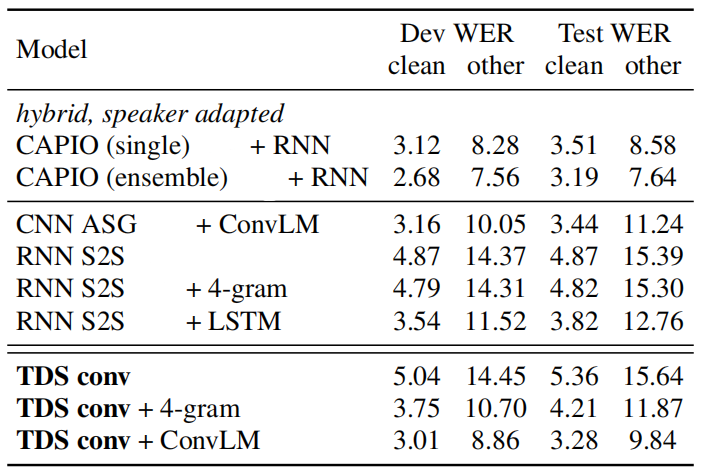 Model Dev WER Test WER
clean other clean other
hybrid, speaker adapted
CAPIO (single) + RNN 3.12 8.28 3.51 8.58
CAPIO (ensemble) + RNN 2.68 7.56 3.19 7.64
CNN ASG + ConvLM 3.16 10.05 3.44 11.24
RNN S2S 4.87 14.37 4.87 15.39
RNN S2S + 4-gram 4.79 14.31 4.82 15.30
RNN S2S + LSTM 3.54 11.52 3.82 12.76
TDS conv 5.04 14.45 5.36 15.64
TDS conv + 4-gram 3.75 10.70 4.21 11.87
TDS conv + ConvLM 3.01 8.86 3.28 9.84